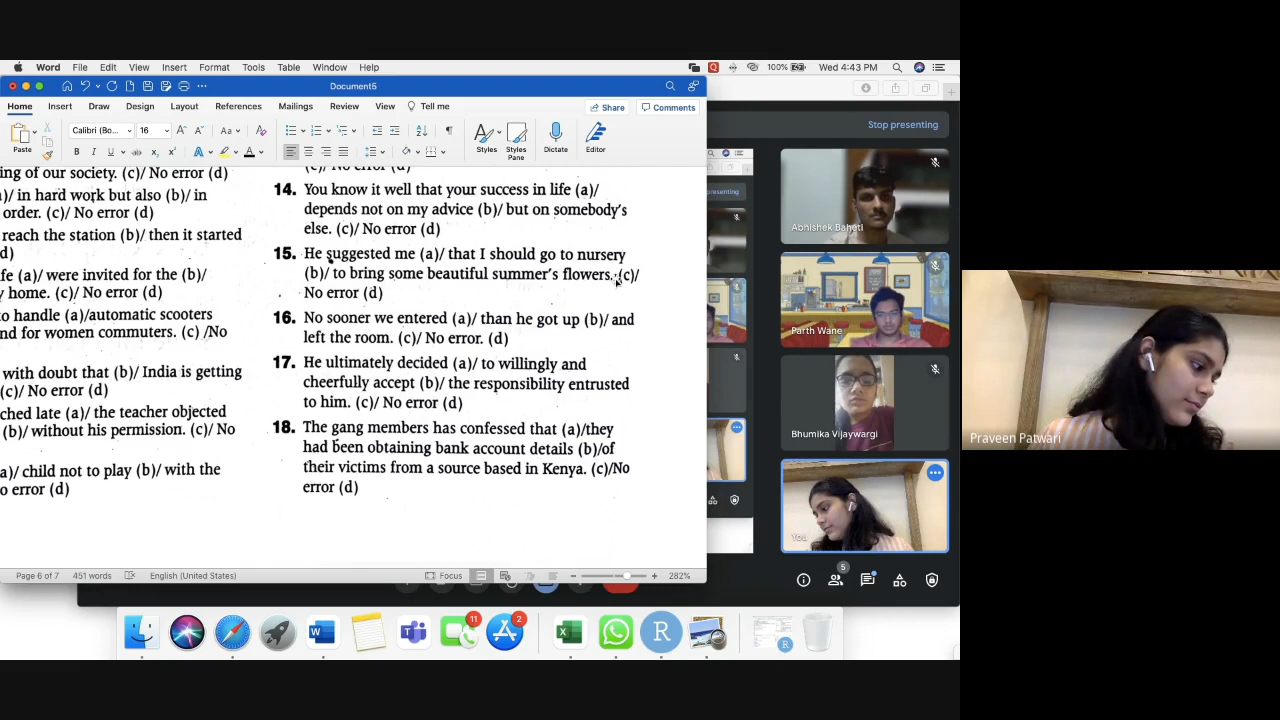 Word File Edit View Insert Format Tools Table Window Help
100% Wed 4:43 PM
Document5
Home Insert Draw Design Layout References Mailings Review View Tell me
Share Comments
Stop presenting
Calibri (Bo... 16
Paste
Styles Styles Pane Dictate Editor
presenting
ing of our society. (c)/ No error (d)
)/ in hard work but also (b)/ in
order. (c)/ No error (d)
reach the station (b)/ then it started
d)
ife (a)/ were invited for the (b)/
y home. (c)/ No error (d)
to handle (a)/automatic scooters
nd for women commuters. (c) /No
with doubt that (b)/ India is getting
(c)/ No error (d)
ched late (a)/ the teacher objected
(b)/ without his permission. (c)/ No
a)/ child not to play (b)/ with the
o error (d)
(c)/ No error (d)
14. You know it well that your success in life (a)/
depends not on my advice (b)/ but on somebody's
else. (c)/ No error (d)
15. He suggested me (a)/ that I should go to nursery
(b)/ to bring some beautiful summer's flowers. (c)/
No error (d)
16. No sooner we entered (a)/ than he got up (b)/ and
left the room. (c)/ No error. (d)
17. He ultimately decided (a)/ to willingly and
cheerfully accept (b)/ the responsibility entrusted
to him. (c)/ No error (d)
18. The gang members has confessed that (a)/they
had been obtaining bank account details (b)/of
their victims from a source based in Kenya. (c)/No
error (d)
Page 6 of 7 451 words English (United States) Focus 282%
Abhishek Baheti
Parth Wane
Bhumika Vijaywargi
You
5
Praveen Patwari
11
2